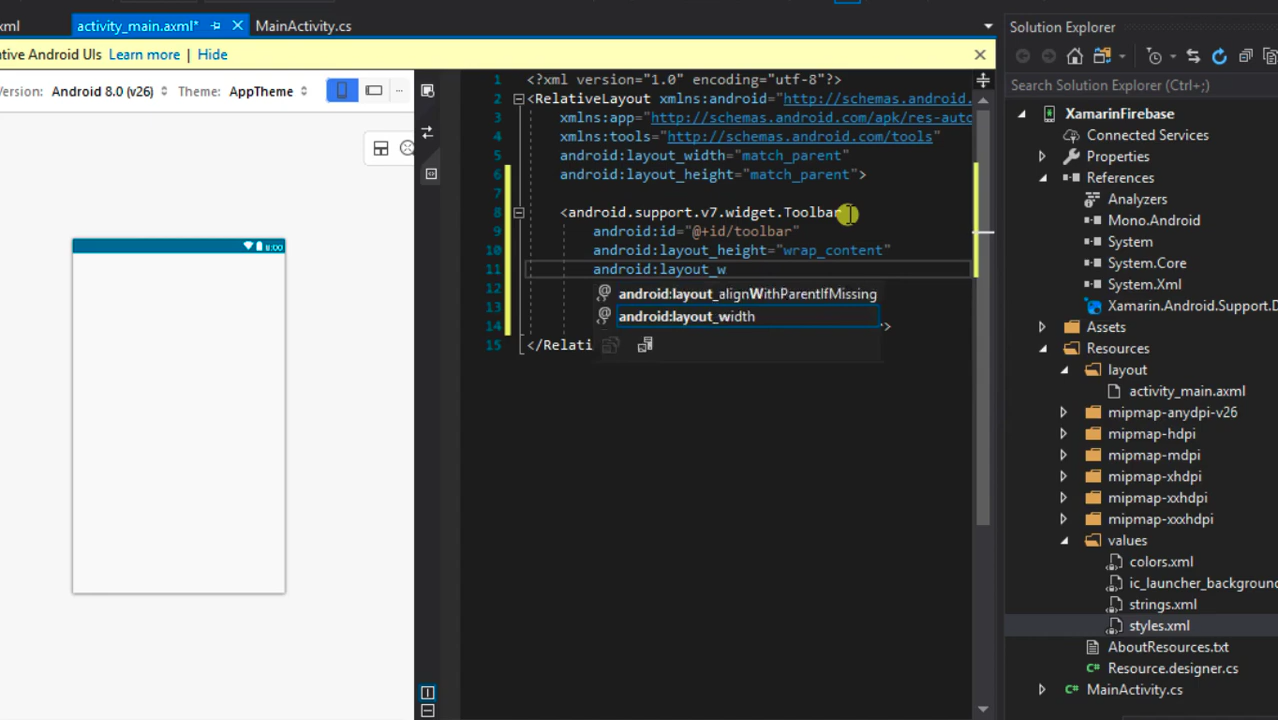 xml
activity_main.axml*
MainActivity.cs
ative Android UIs Learn more Hide
Version: Android 8.0 (v26) Theme: AppTheme
8:00
1 <?xml version="1.0" encoding="utf-8"?>
2 <RelativeLayout xmlns:android="http://schemas.android.
3 xmlns:app="http://schemas.android.com/apk/res-auto
4 xmlns:tools="http://schemas.android.com/tools"
5 android:layout_width="match_parent"
6 android:layout_height="match_parent">
7
8 <android.support.v7.widget.Toolbar
9 android:id="@+id/toolbar"
10 android:layout_height="wrap_content"
11 android:layout_w
12 android:layout_alignWithParentIfMissing
13 android:layout_width
14 >
15 </Relati
Solution Explorer
Search Solution Explorer (Ctrl+;)
XamarinFirebase
Connected Services
Properties
References
Analyzers
Mono.Android
System
System.Core
System.Xml
Xamarin.Android.Support.D
Assets
Resources
layout
activity_main.axml
mipmap-anydpi-v26
mipmap-hdpi
mipmap-mdpi
mipmap-xhdpi
mipmap-xxhdpi
mipmap-xxxhdpi
values
colors.xml
ic_launcher_background
strings.xml
styles.xml
AboutResources.txt
Resource.designer.cs
C# MainActivity.cs